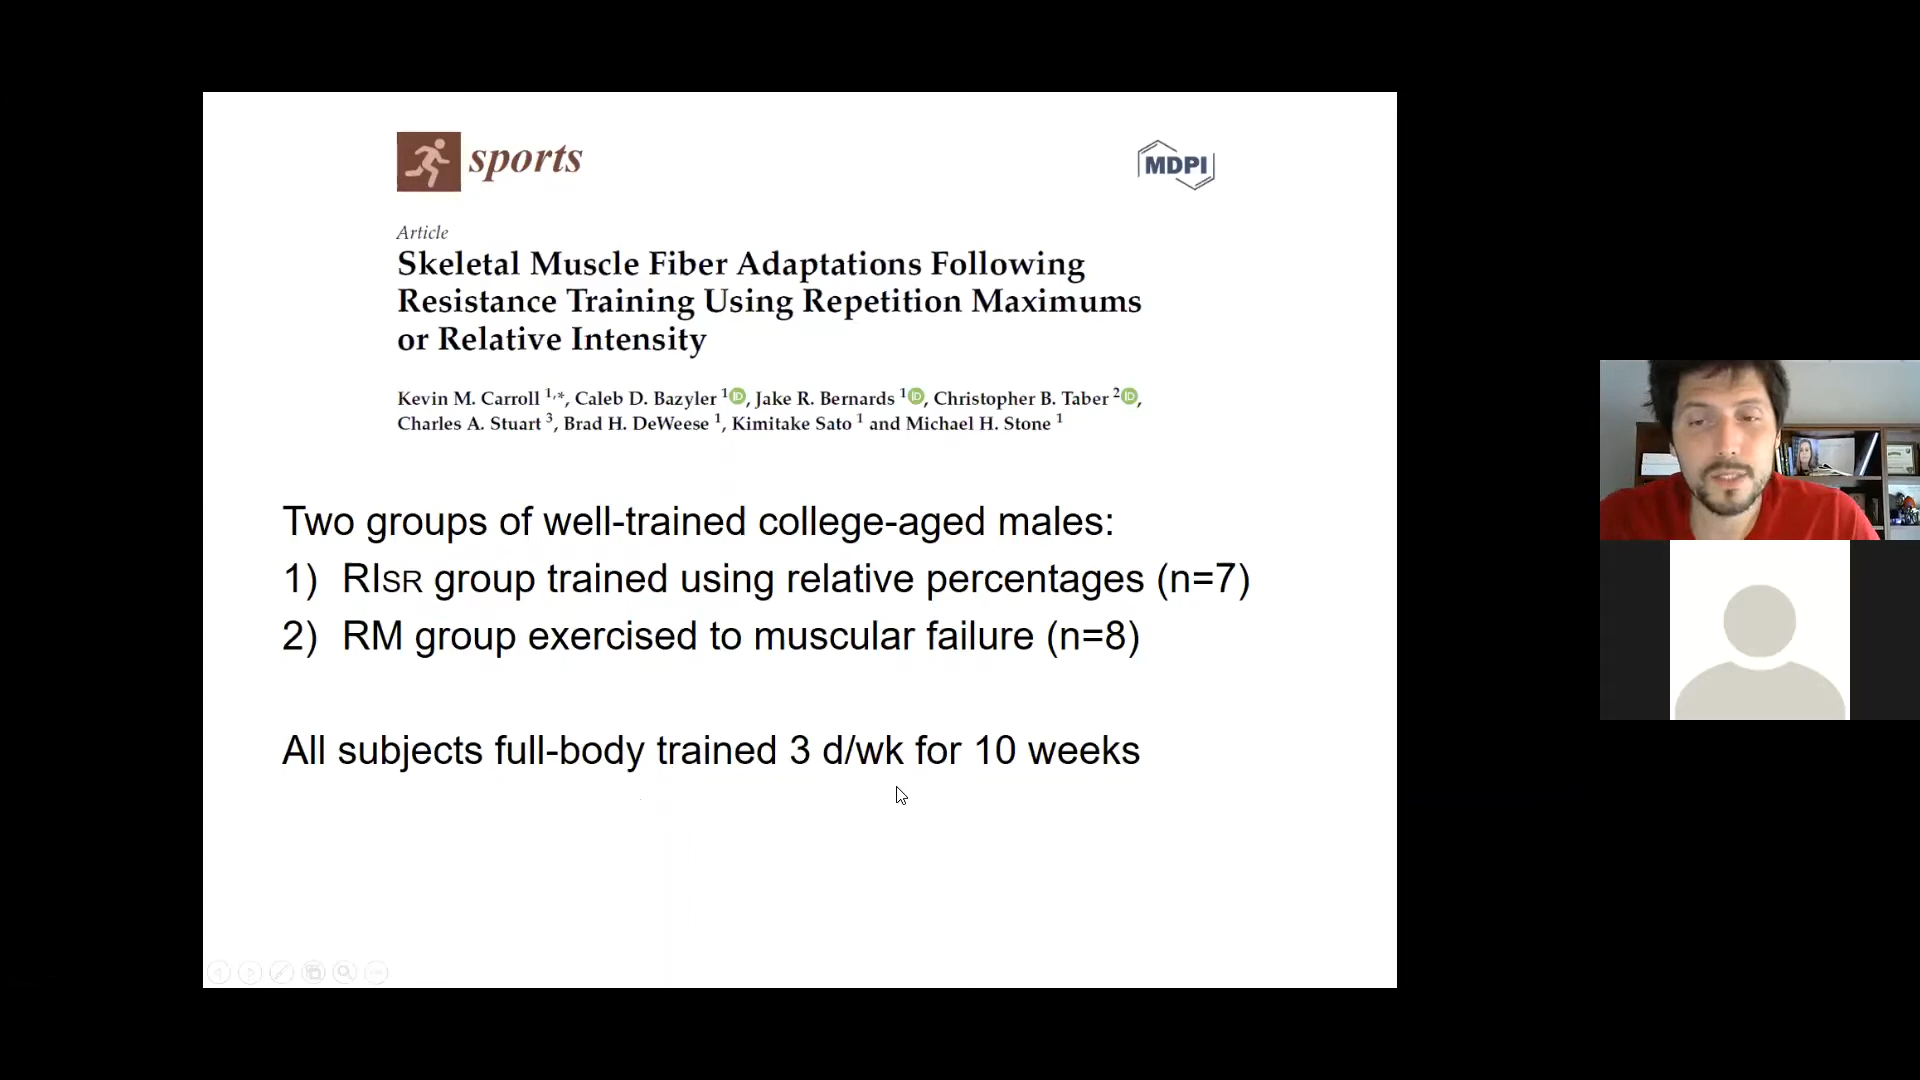 sports
MDPI
Article
Skeletal Muscle Fiber Adaptations Following
Resistance Training Using Repetition Maximums
or Relative Intensity
Kevin M. Carroll 1,*, Caleb D. Bazyler 1 iD, Jake R. Bernards 1 iD, Christopher B. Taber 2 iD,
Charles A. Stuart 3, Brad H. DeWeese 1, Kimitake Sato 1 and Michael H. Stone 1
Two groups of well-trained college-aged males:
1) RISR group trained using relative percentages (n=7)
2) RM group exercised to muscular failure (n=8)
All subjects full-body trained 3 d/wk for 10 weeks